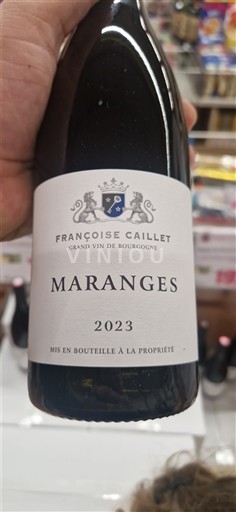 FRANÇOISE CAILLET
GRAND VIN DE BOURGOGNE
VINIOU
MARANGES
2023
MIS EN BOUTEILLE À LA PROPRIÉTÉ